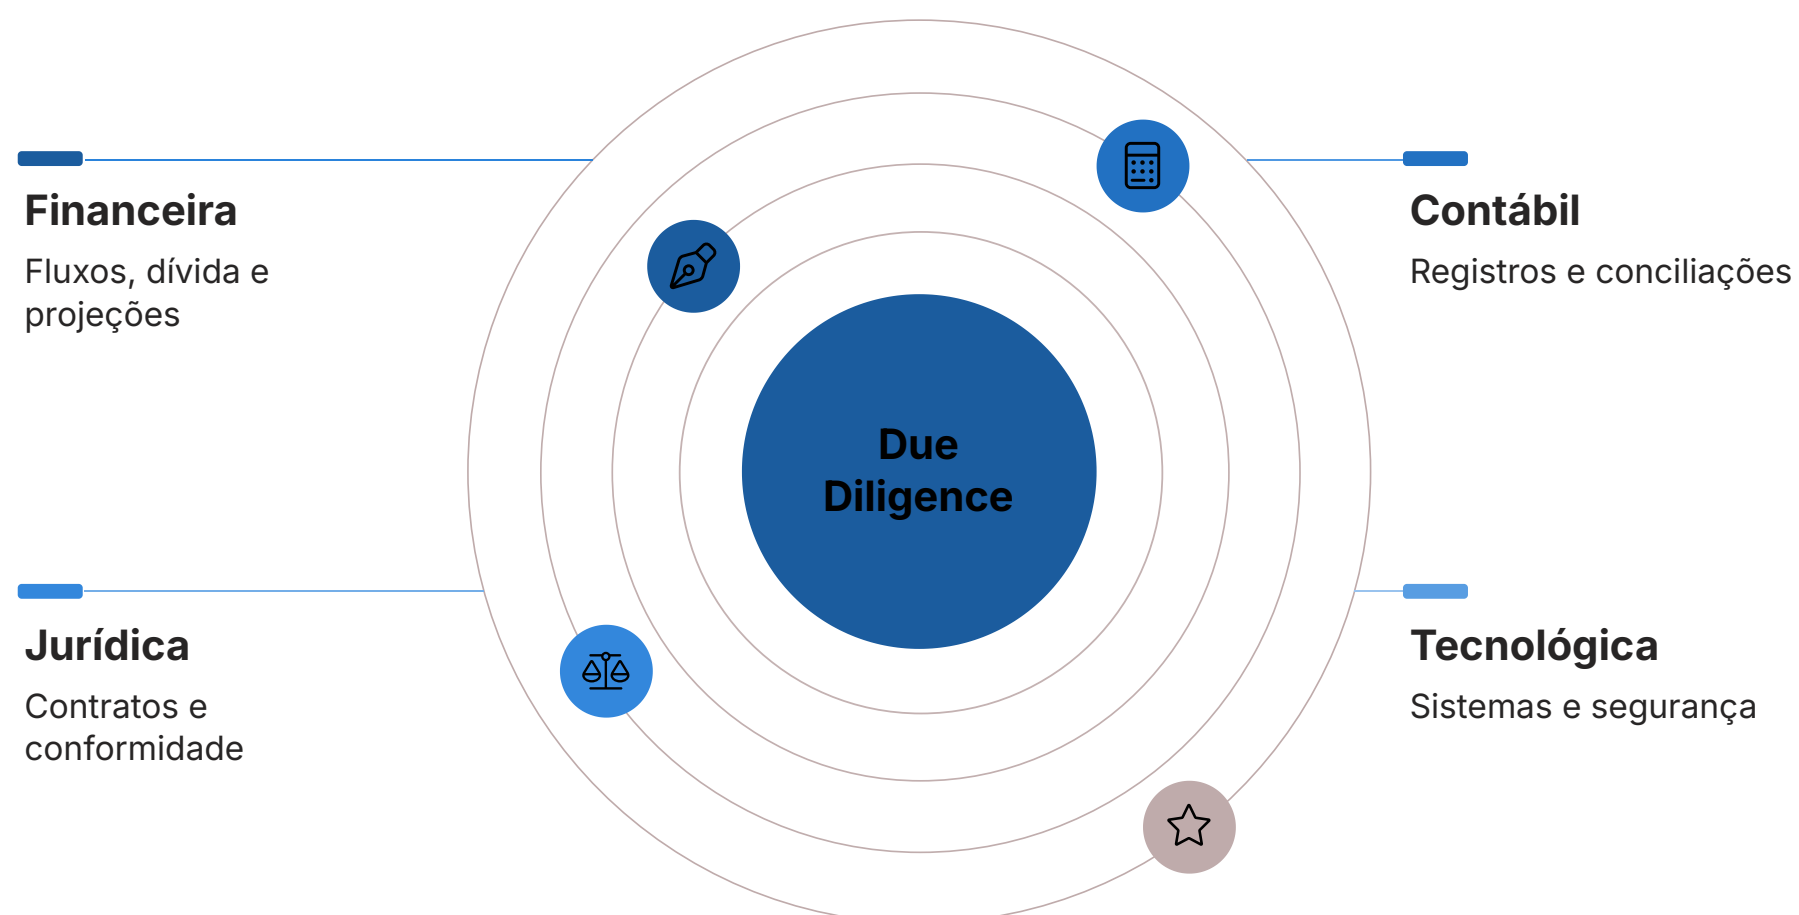 Financeira
Fluxos, dívida e
projeções
Contábil
Registros e conciliações
Due
Diligence
Jurídica
Contratos e
conformidade
Tecnológica
Sistemas e segurança